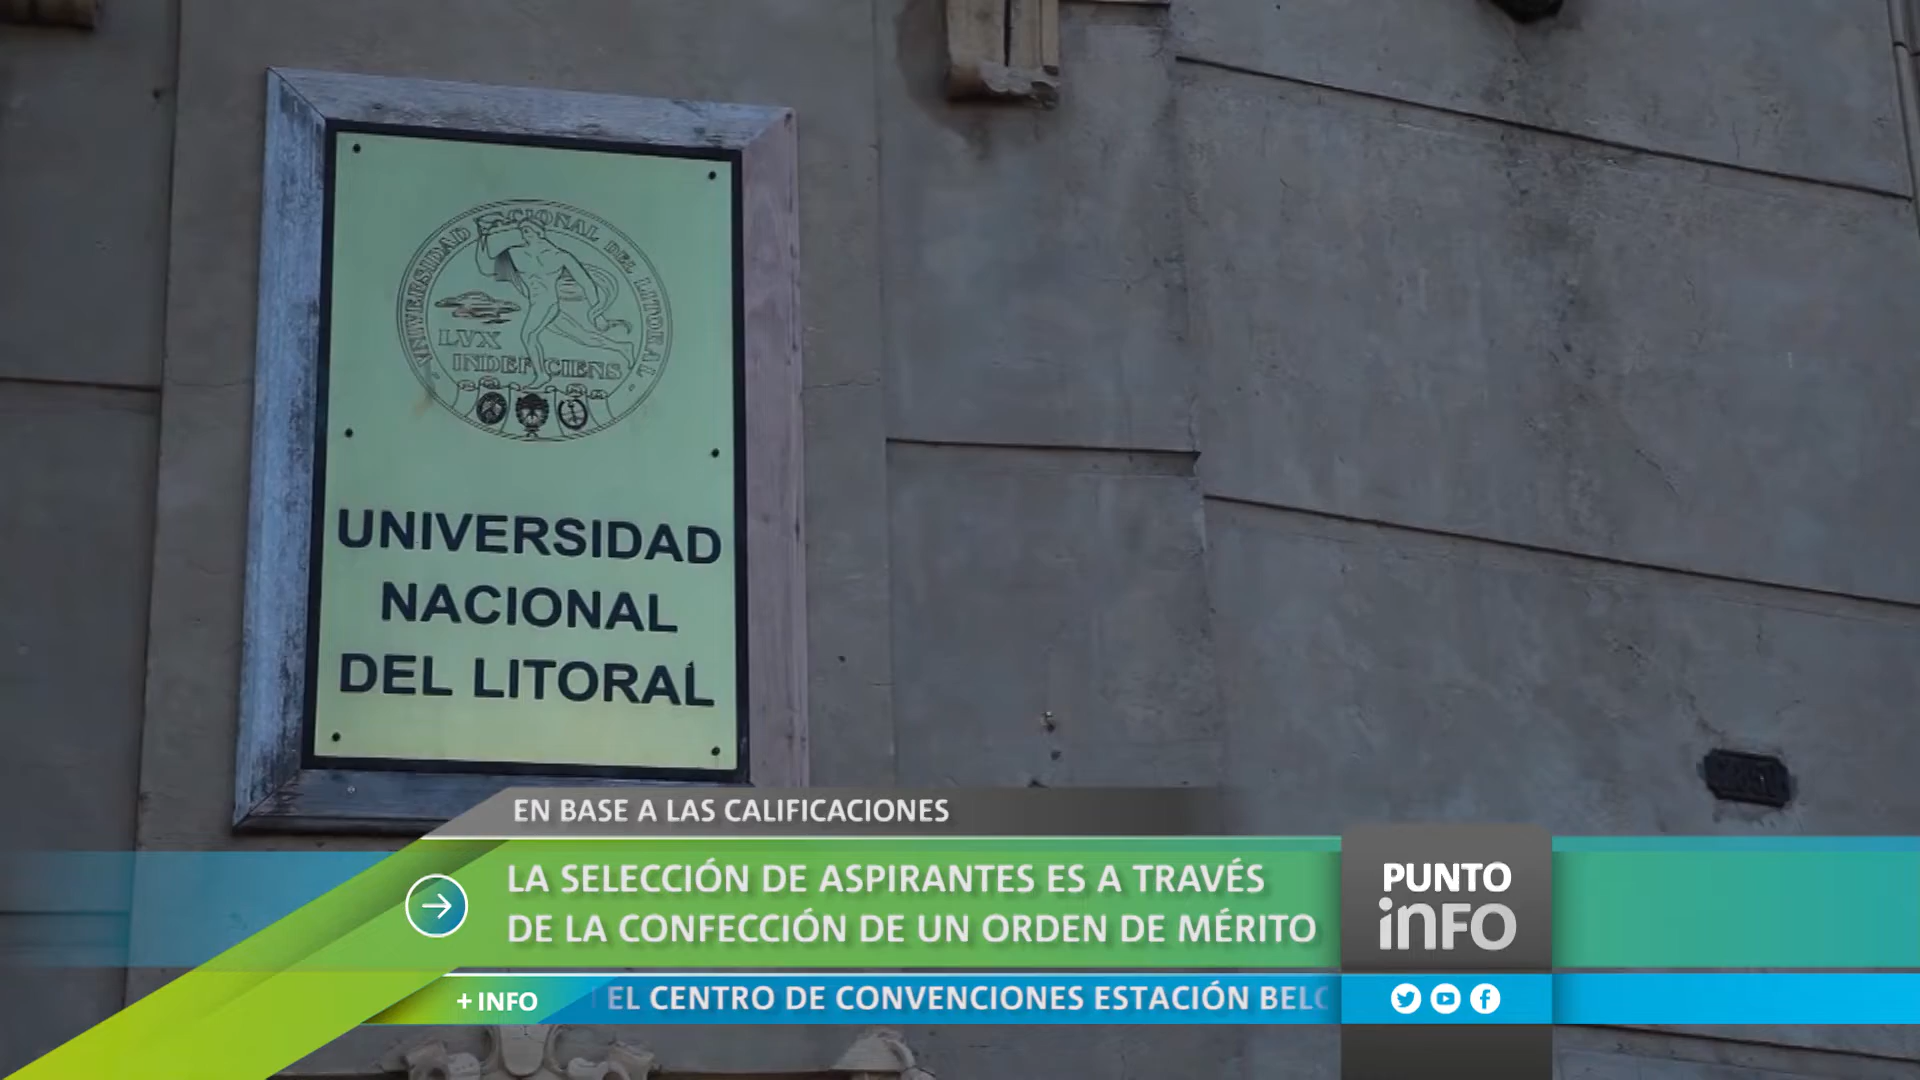 UNIVERSIDAD NACIONAL DEL LITORAL
LVX
INDEFICIENS
UNIVERSIDAD
NACIONAL
DEL LITORAL
EN BASE A LAS CALIFICACIONES
LA SELECCIÓN DE ASPIRANTES ES A TRAVÉS
DE LA CONFECCIÓN DE UN ORDEN DE MÉRITO
PUNTO
inFO
+ INFO
EL CENTRO DE CONVENCIONES ESTACIÓN BELG